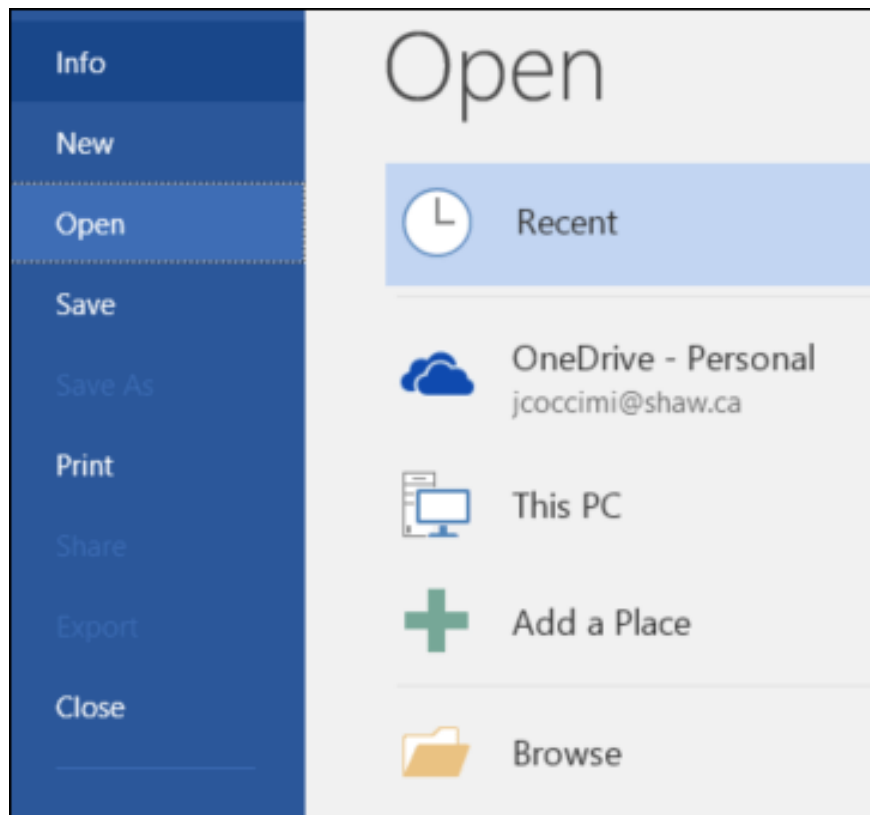 Info
New
Open
Save
Save As
Print
Share
Export
Close
Open
Recent
OneDrive - Personal
jcoccimi@shaw.ca
This PC
Add a Place
Browse